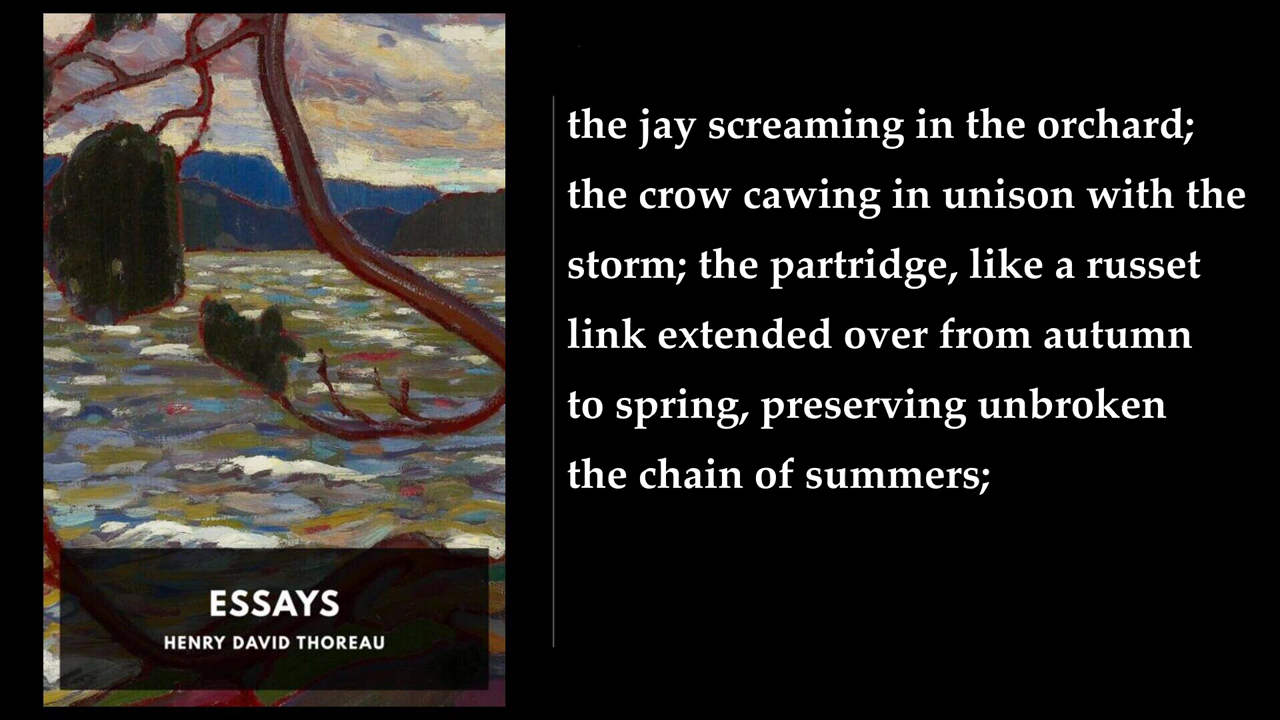 the jay screaming in the orchard;
the crow cawing in unison with the
storm; the partridge, like a russet
link extended over from autumn
to spring, preserving unbroken
the chain of summers;
ESSAYS
HENRY DAVID THOREAU